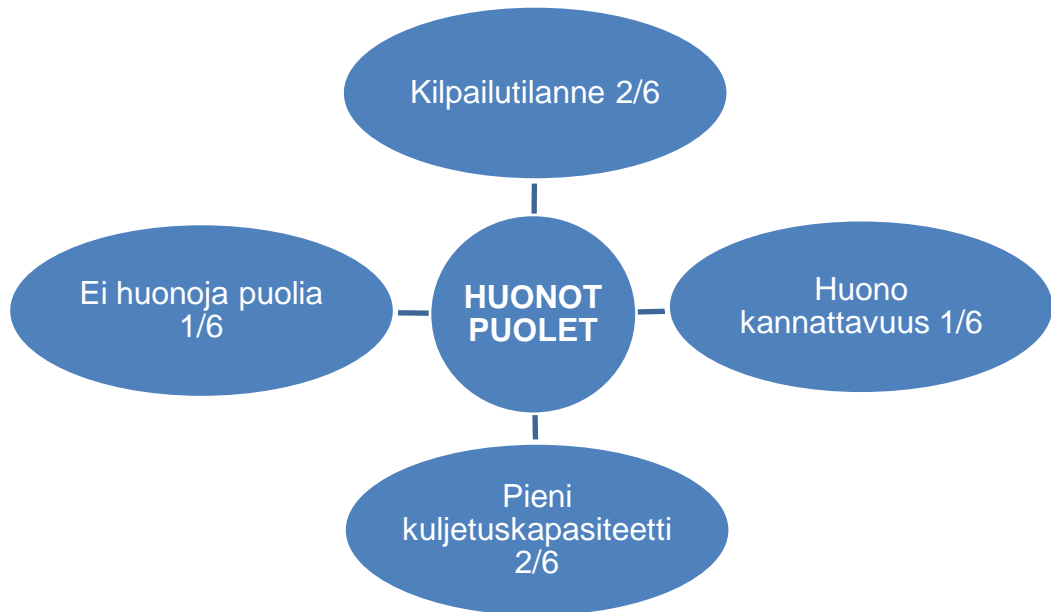 Kilpailutilanne 2/6
Ei huonoja puolia
1/6
HUONOT
PUOLET
Huono
kannattavuus 1/6
Pieni
kuljetuskapasiteetti
2/6